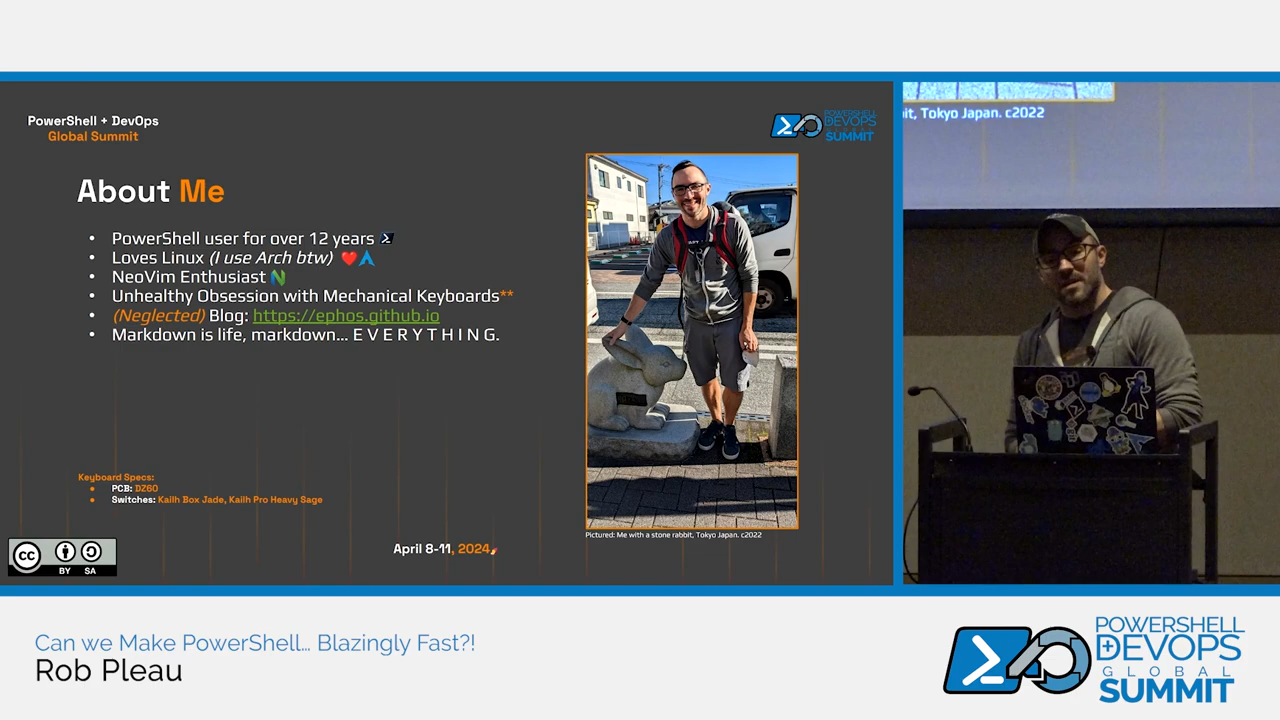 PowerShell + DevOps
Global Summit
POWERSHELL
DEVOPS
GLOBAL
SUMMIT
About Me
• PowerShell user for over 12 years
• Loves Linux (I use Arch btw)
• NeoVim Enthusiast
• Unhealthy Obsession with Mechanical Keyboards**
• (Neglected) Blog: https://ephos.github.io
• Markdown is life, markdown... E V E R Y T H I N G.
Keyboard Specs:
• PCB: DZ60
• Switches: Kailh Box Jade, Kailh Pro Heavy Sage
Pictured: Me with a stone rabbit, Tokyo Japan. c2022
April 8-11, 2024
CC BY SA
it, Tokyo Japan. c2022
Can we Make PowerShell... Blazingly Fast?!
Rob Pleau
POWERSHELL
DEVOPS
GLOBAL
SUMMIT